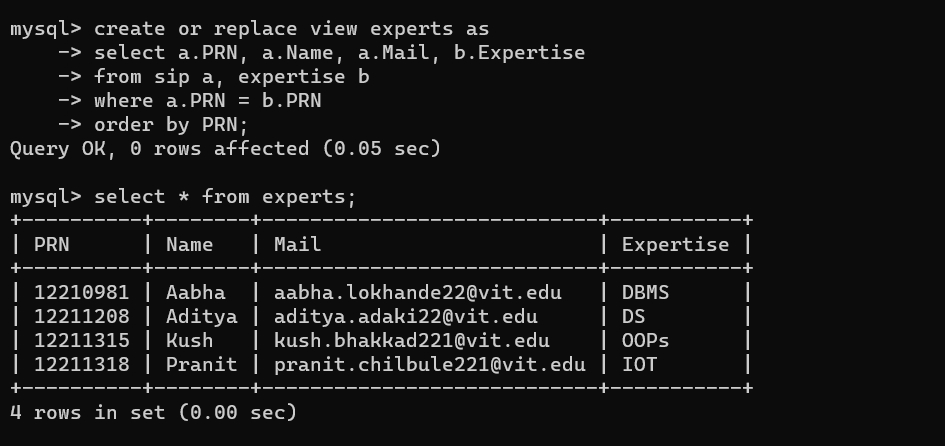 mysql> create or replace view experts as
    -> select a.PRN, a.Name, a.Mail, b.Expertise
    -> from sip a, expertise b
    -> where a.PRN = b.PRN
    -> order by PRN;
Query OK, 0 rows affected (0.05 sec)

mysql> select * from experts;
+----------+--------+----------------------------+-----------+
| PRN      | Name   | Mail                       | Expertise |
+----------+--------+----------------------------+-----------+
| 12210981 | Aabha  | aabha.lokhande22@vit.edu   | DBMS      |
| 12211208 | Aditya | aditya.adaki22@vit.edu     | DS        |
| 12211315 | Kush   | kush.bhakkad221@vit.edu    | OOPs      |
| 12211318 | Pranit | pranit.chilbule221@vit.edu | IOT       |
+----------+--------+----------------------------+-----------+
4 rows in set (0.00 sec)